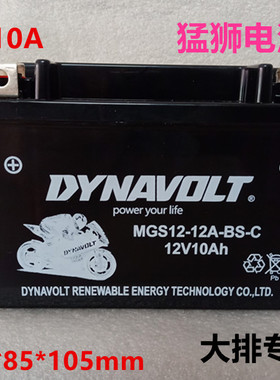 10A
猛狮电
DYNAVOLT®
power your life
MGS12-12A-BS-C
12V10Ah
Pb
DYNAVOLT RENEWABLE ENERGY TECHNOLOGY CO.,L
*85*105mm
大排专